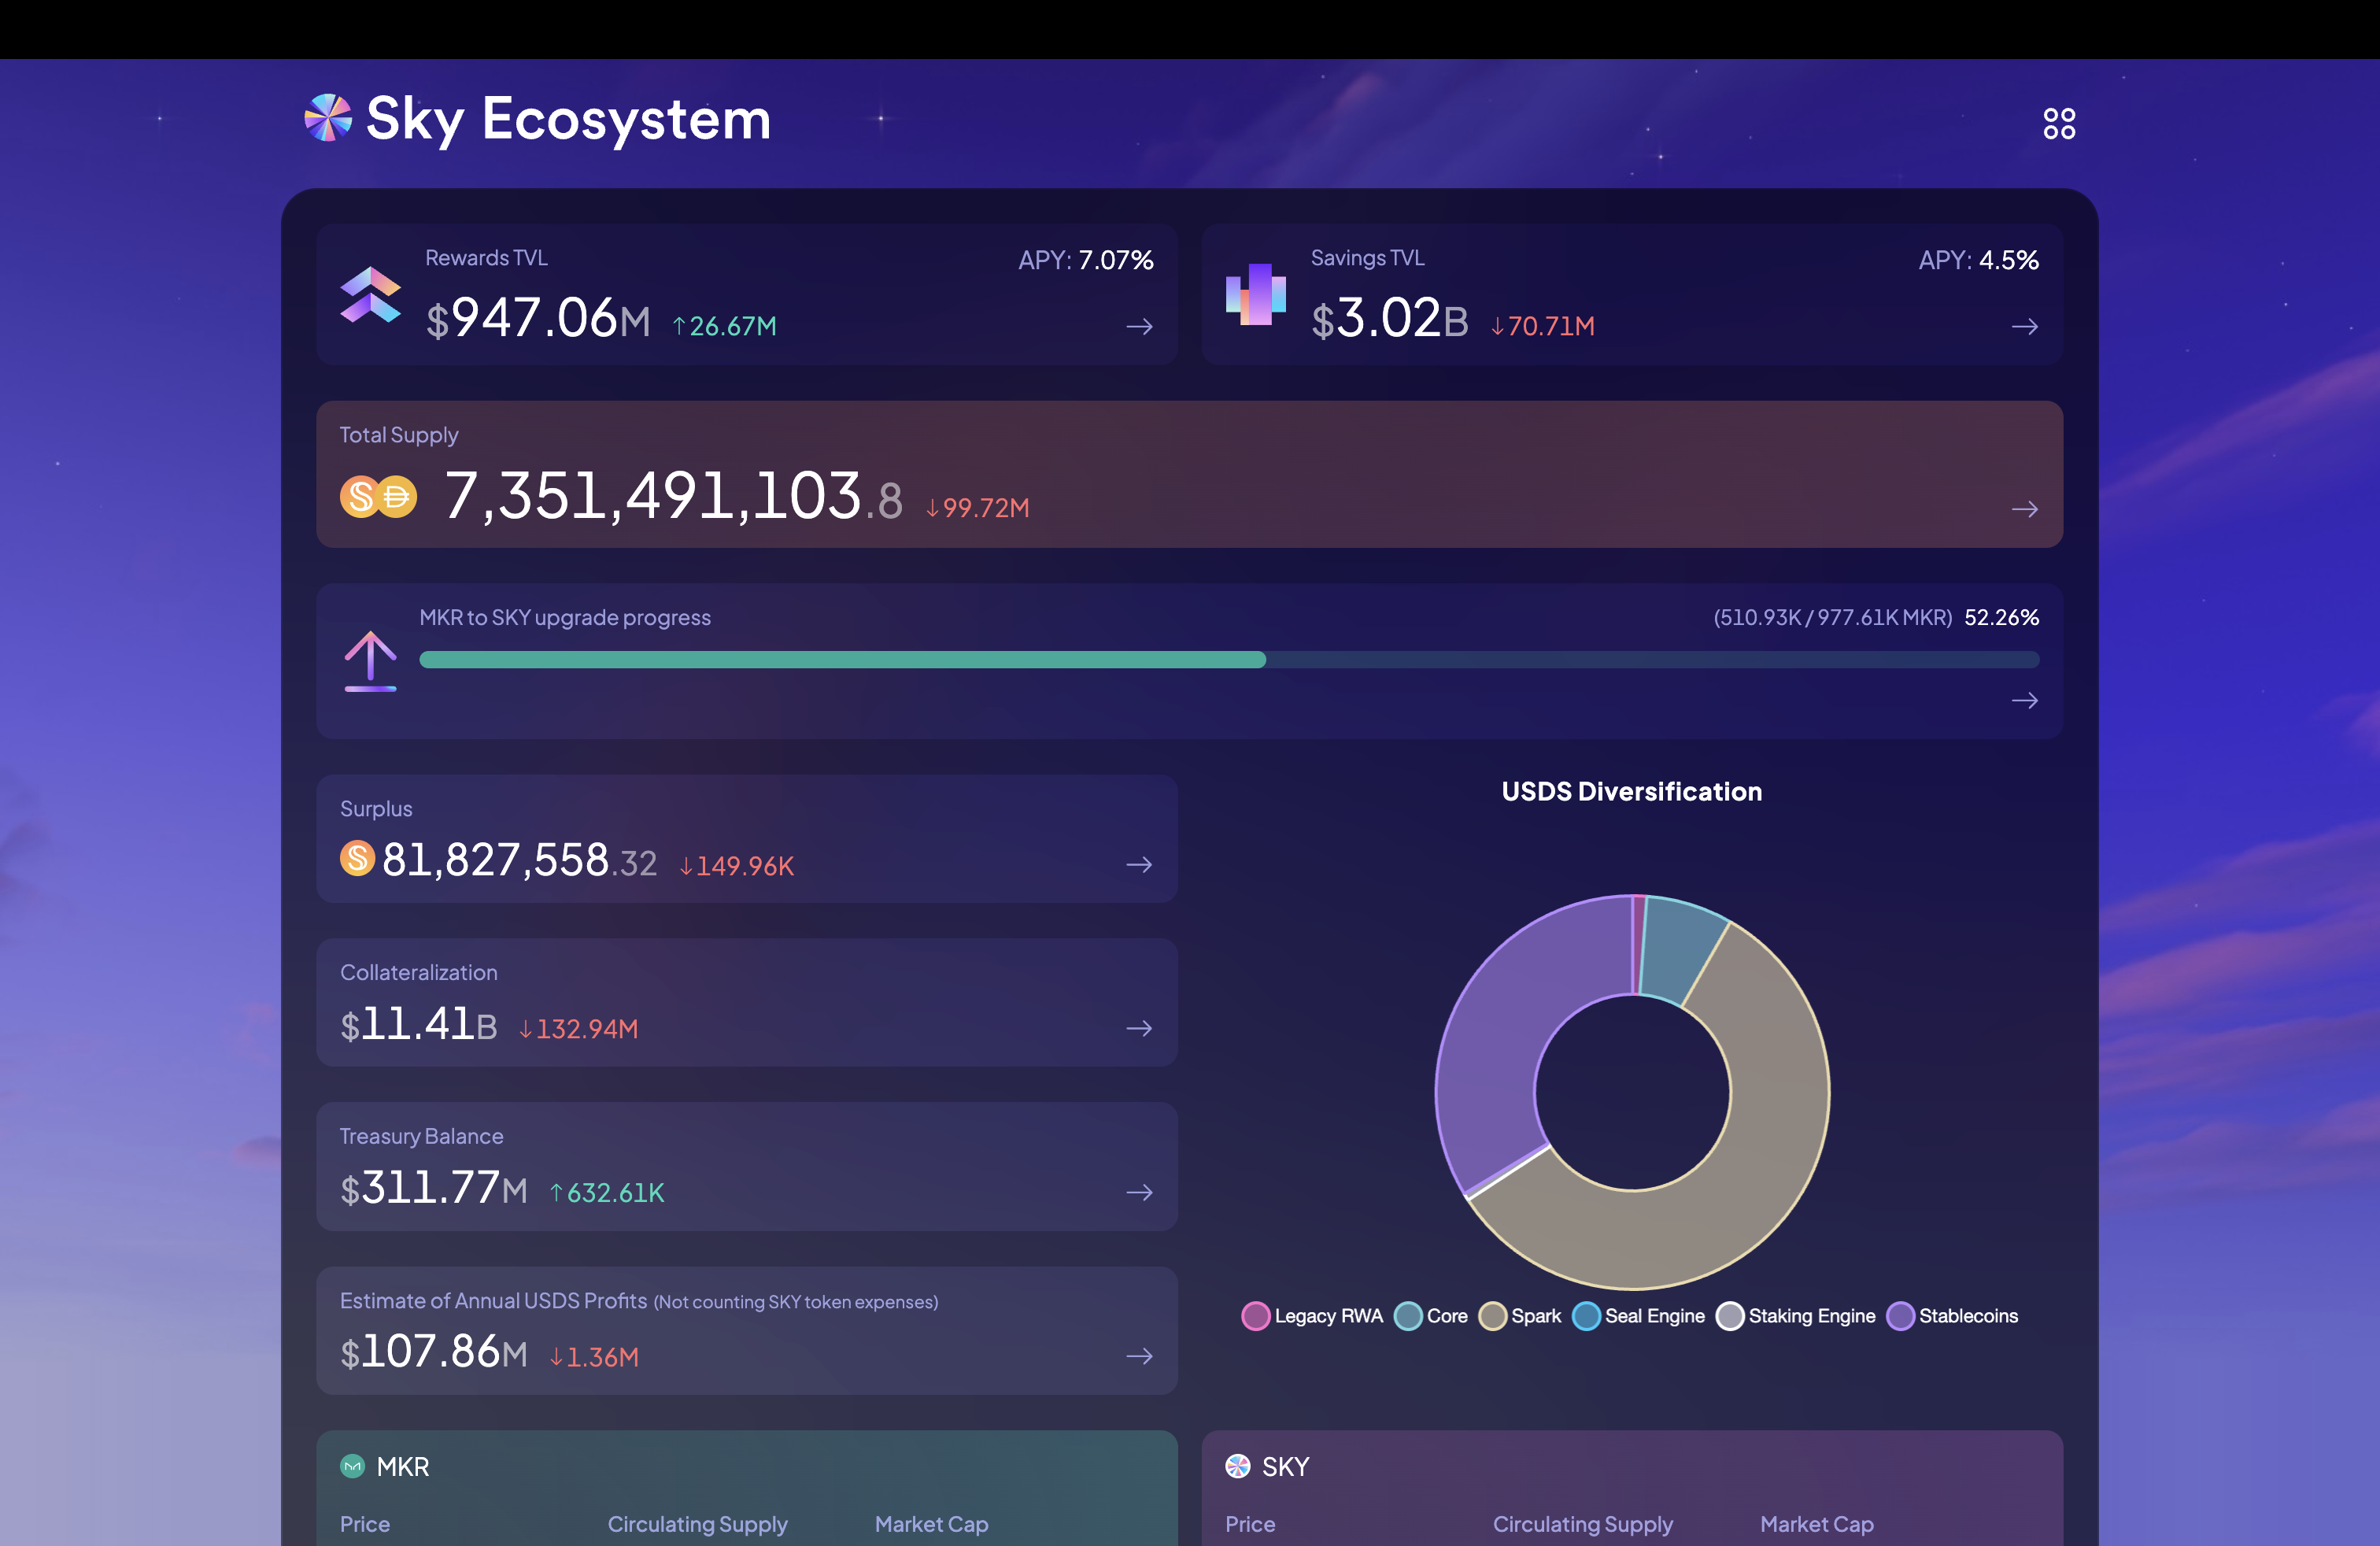 Sky Ecosystem
Rewards TVL
APY: 7.07%
$947.06M ↑26.67M
Savings TVL
APY: 4.5%
$3.02B ↓70.71M
Total Supply
7,351,491,103.8 ↓99.72M
MKR to SKY upgrade progress
(510.93K / 977.61K MKR) 52.26%
Surplus
81,827,558.32 ↓149.96K
Collateralization
$11.41B ↓132.94M
Treasury Balance
$311.77M ↑632.61K
Estimate of Annual USDS Profits (Not counting SKY token expenses)
$107.86M ↓1.36M
USDS Diversification
Legacy RWA Core Spark Seal Engine Staking Engine Stablecoins
MKR
Price Circulating Supply Market Cap
SKY
Price Circulating Supply Market Cap